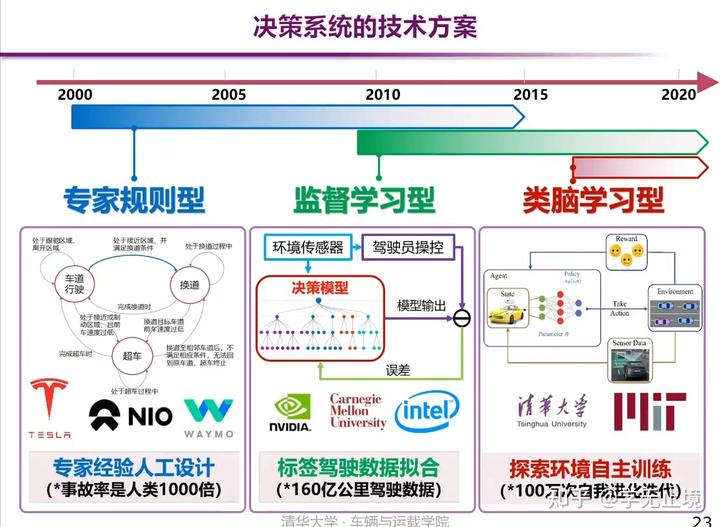 决策系统的技术方案
2000
2005
2010
2015
2020
专家规则型
监督学习型
类脑学习型
处于跟驶区域、
离开区域
处于接近区域，并
满足换道条件
处于换道过程中
车道
行驶
换道
完成换道时
处于接近或制
动区域，且前
车速度过低
换道目标车道
前车速度过低
完成超车时
超车
换道至相邻车道后，不
满足相应条件，无法回
到原车道，超车终止
处于超车过程中
TESLA
NIO
WAYMO
专家经验人工设计
(*事故率是人类1000倍)
环境传感器
驾驶员操控
决策模型
模型输出
误差
NVIDIA.
Carnegie
Mellon
University
intel
标签驾驶数据拟合
(*160亿公里驾驶数据)
Reward
Agent
State
Policy
Parameter θ
Take
Action
Environment
Sensor Data
清华大学
Tsinghua University
MIT
探索环境自主训练
(*100万次自我进化迭代)
知乎 @学无止境
清华大学 · 车辆与运载学院
23